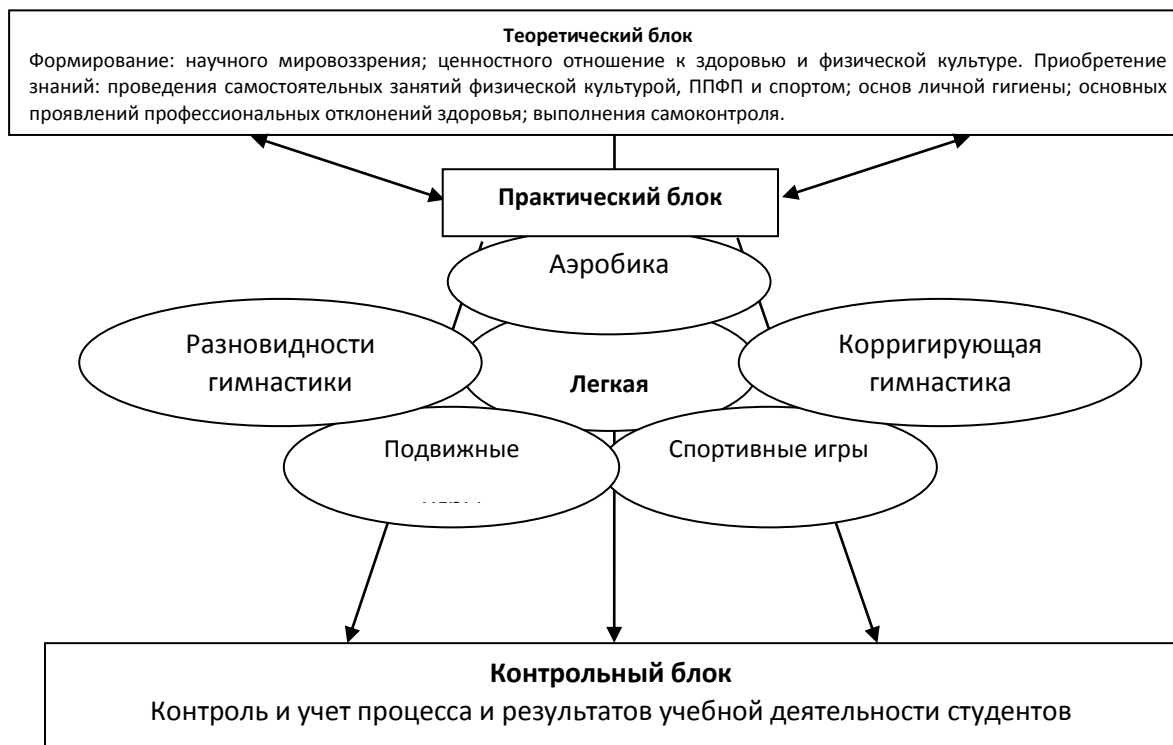 Теоретический блок
Формирование: научного мировоззрения; ценностного отношение к здоровью и физической культуре. Приобретение
знаний: проведения самостоятельных занятий физической культурой, ППФП и спортом; основ личной гигиены; основных
проявлений профессиональных отклонений здоровья; выполнения самоконтроля.
Практический блок
Аэробика
Разновидности
гимнастики
Корригирующая
гимнастика
Легкая
Подвижные
Спортивные игры
Контрольный блок
Контроль и учет процесса и результатов учебной деятельности студентов